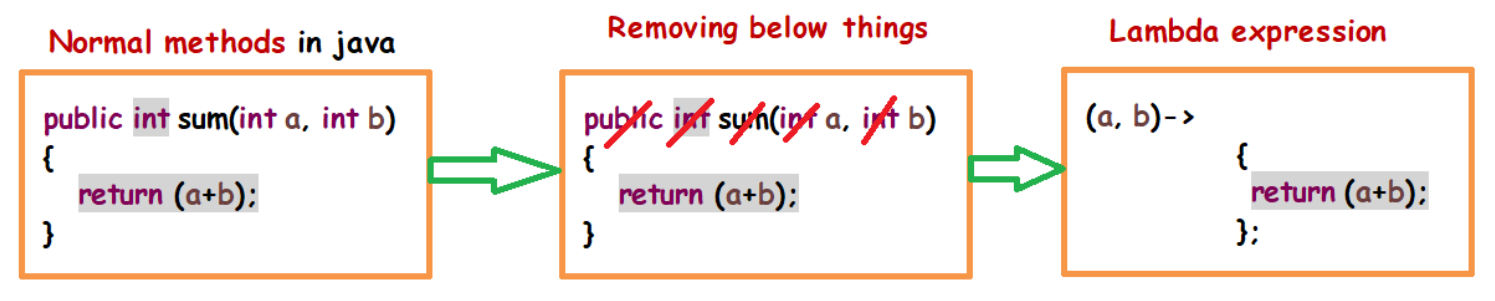 Normal methods in java
public int sum(int a, int b)
{
return (a+b);
}
Removing below things
public int sum(int a, int b)
{
return (a+b);
}
Lambda expression
(a, b)->
{
return (a+b);
};